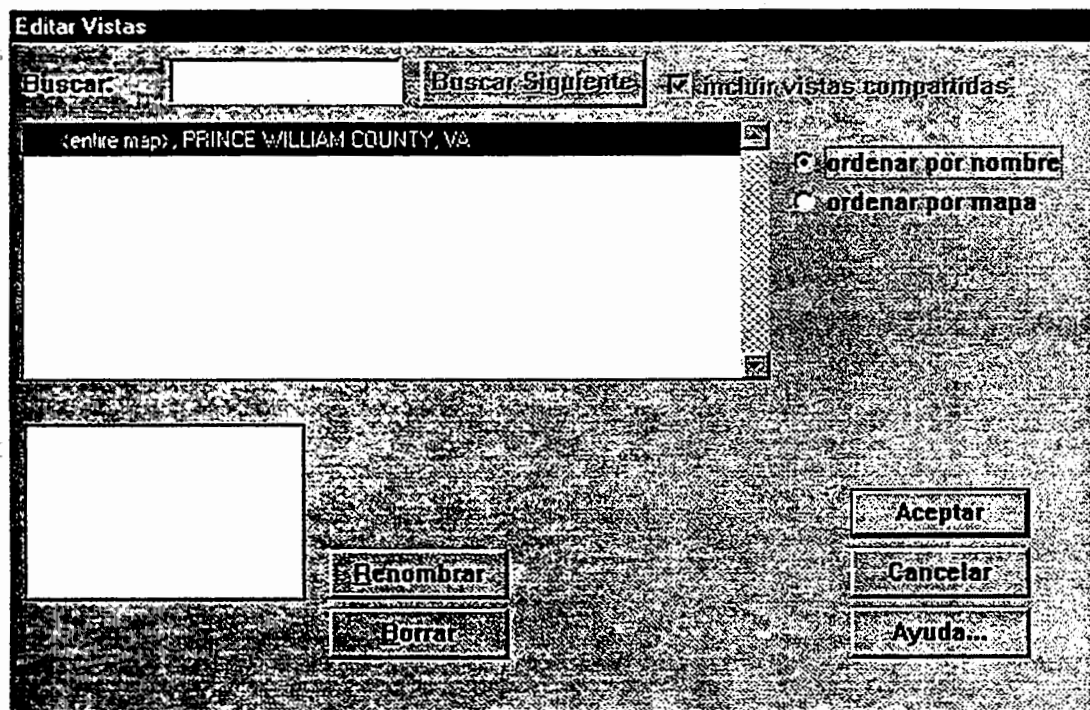 Editar Vistas
Buscar: Buscar Siguiente incluir vistas compartidas
<entire map>, PRINCE WILLIAM COUNTY, VA
ordenar por nombre
ordenar por mapa
Aceptar
Renombrar Cancelar
Borrar Ayuda...